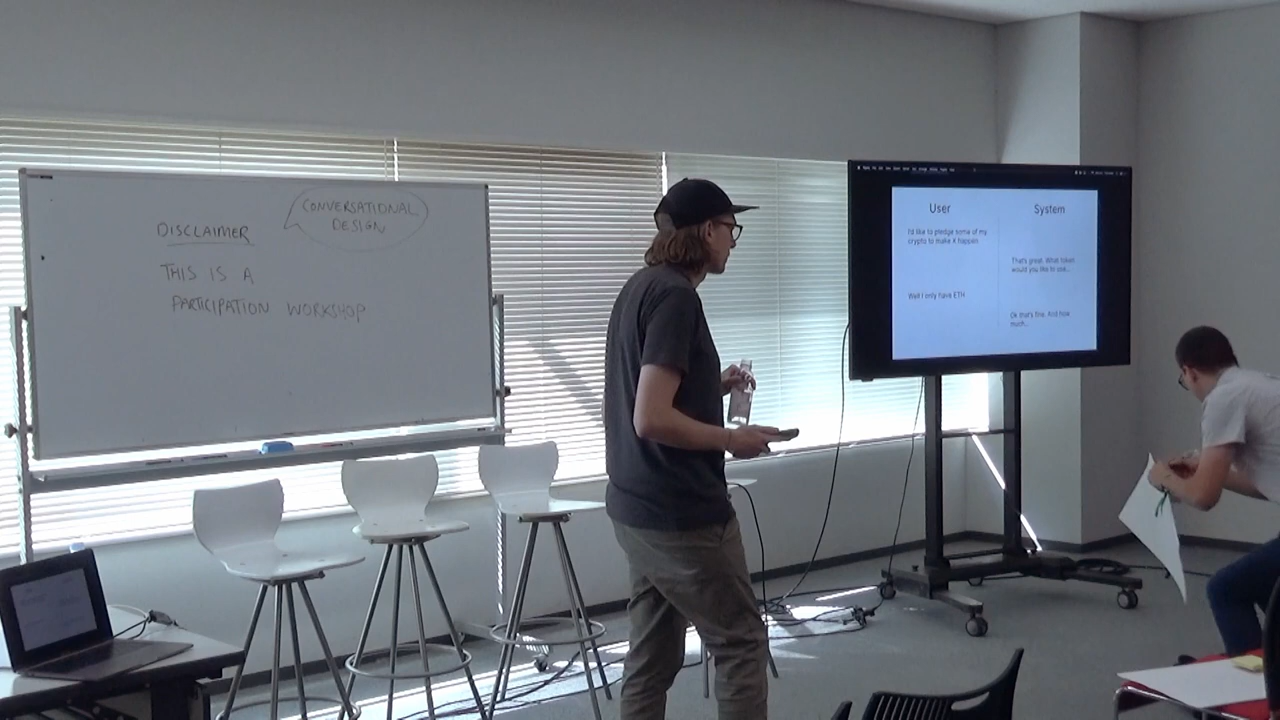 CONVERSATIONAL
DESIGN
DISCLAIMER
THIS IS A
PARTICIPATION WORKSHOP
User
System
I'd like to pledge some of my
crypto to make X happen
That's great. What token
would you like to use...
Well I only have ETH
Ok that's fine. And how
much...